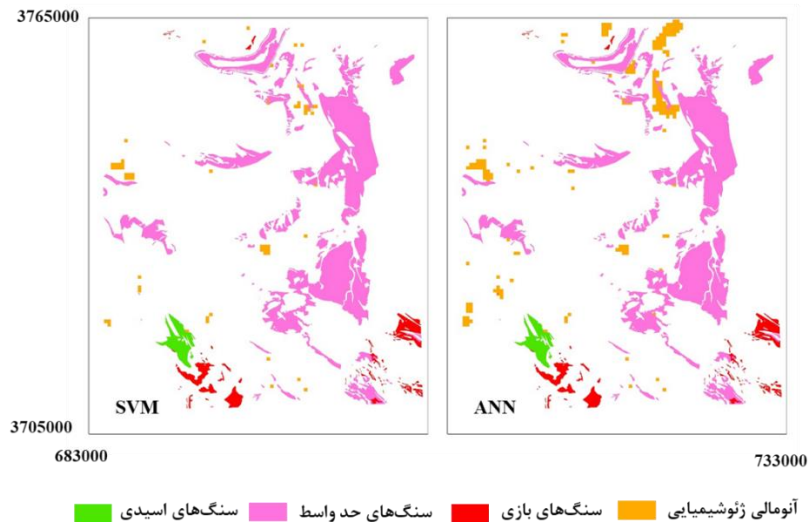 3765000
SVM
ANN
3705000
683000
733000
آنومالی ژئوشیمیایی
سنگ‌های بازی
سنگ‌های حد واسط
سنگ‌های اسیدی